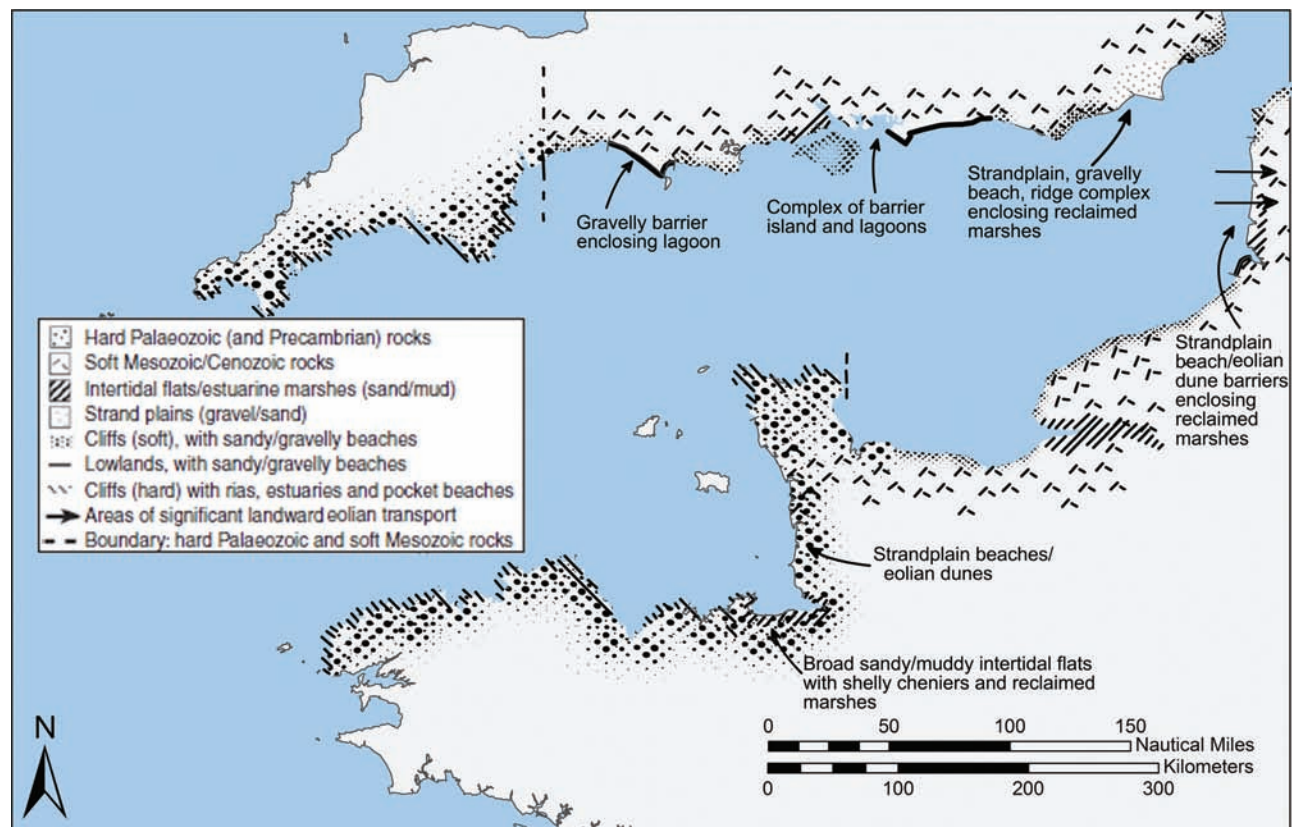 Gravelly barrier
enclosing lagoon
Complex of barrier
island and lagoons
Strandplain, gravelly
beach, ridge complex
enclosing reclaimed
marshes
Strandplain
beach/eolian
dune barriers
enclosing
reclaimed
marshes
Hard Palaeozoic (and Precambrian) rocks
Soft Mesozoic/Cenozoic rocks
Intertidal flats/estuarine marshes (sand/mud)
Strand plains (gravel/sand)
Cliffs (soft), with sandy/gravelly beaches
Lowlands, with sandy/gravelly beaches
Cliffs (hard) with rias, estuaries and pocket beaches
Areas of significant landward eolian transport
Boundary: hard Palaeozoic and soft Mesozoic rocks
Strandplain beaches/
eolian dunes
Broad sandy/muddy intertidal flats
with shelly cheniers and reclaimed
marshes
N
0 50 100 150
Nautical Miles
Kilometers
0 100 200 300